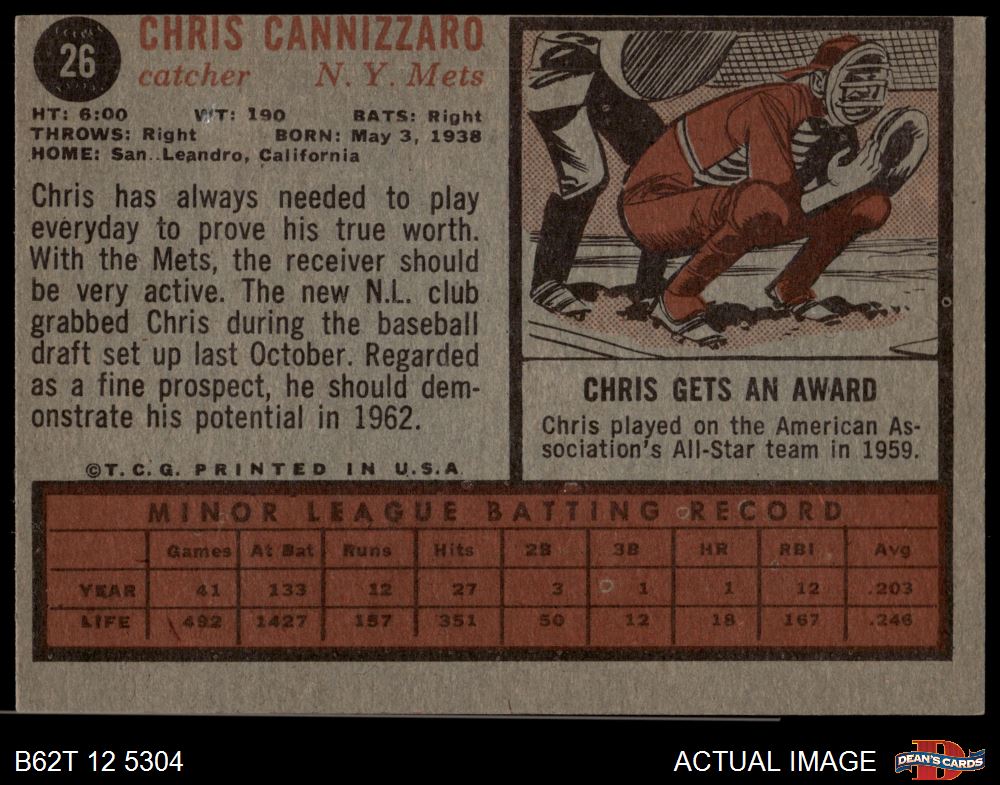 26
CHRIS CANNIZZARO
catcher N. Y. Mets
HT: 6:00 WT: 190 BATS: Right
THROWS: Right BORN: May 3, 1938
HOME: San Leandro, California
Chris has always needed to play
everyday to prove his true worth.
With the Mets, the receiver should
be very active. The new N.L. club
grabbed Chris during the baseball
draft set up last October. Regarded
as a fine prospect, he should dem-
onstrate his potential in 1962.
©T. C. G. PRINTED IN U.S.A.
CHRIS GETS AN AWARD
Chris played on the American As-
sociation's All-Star team in 1959.
MINOR LEAGUE BATTING RECORD
Games At Bat Runs Hits 2B 3B HR RBI Avg
YEAR 41 133 12 27 3 1 1 12 .203
LIFE 492 1427 157 351 50 12 18 167 .246
B62T 12 5304
ACTUAL IMAGE
DEAN'S CARDS